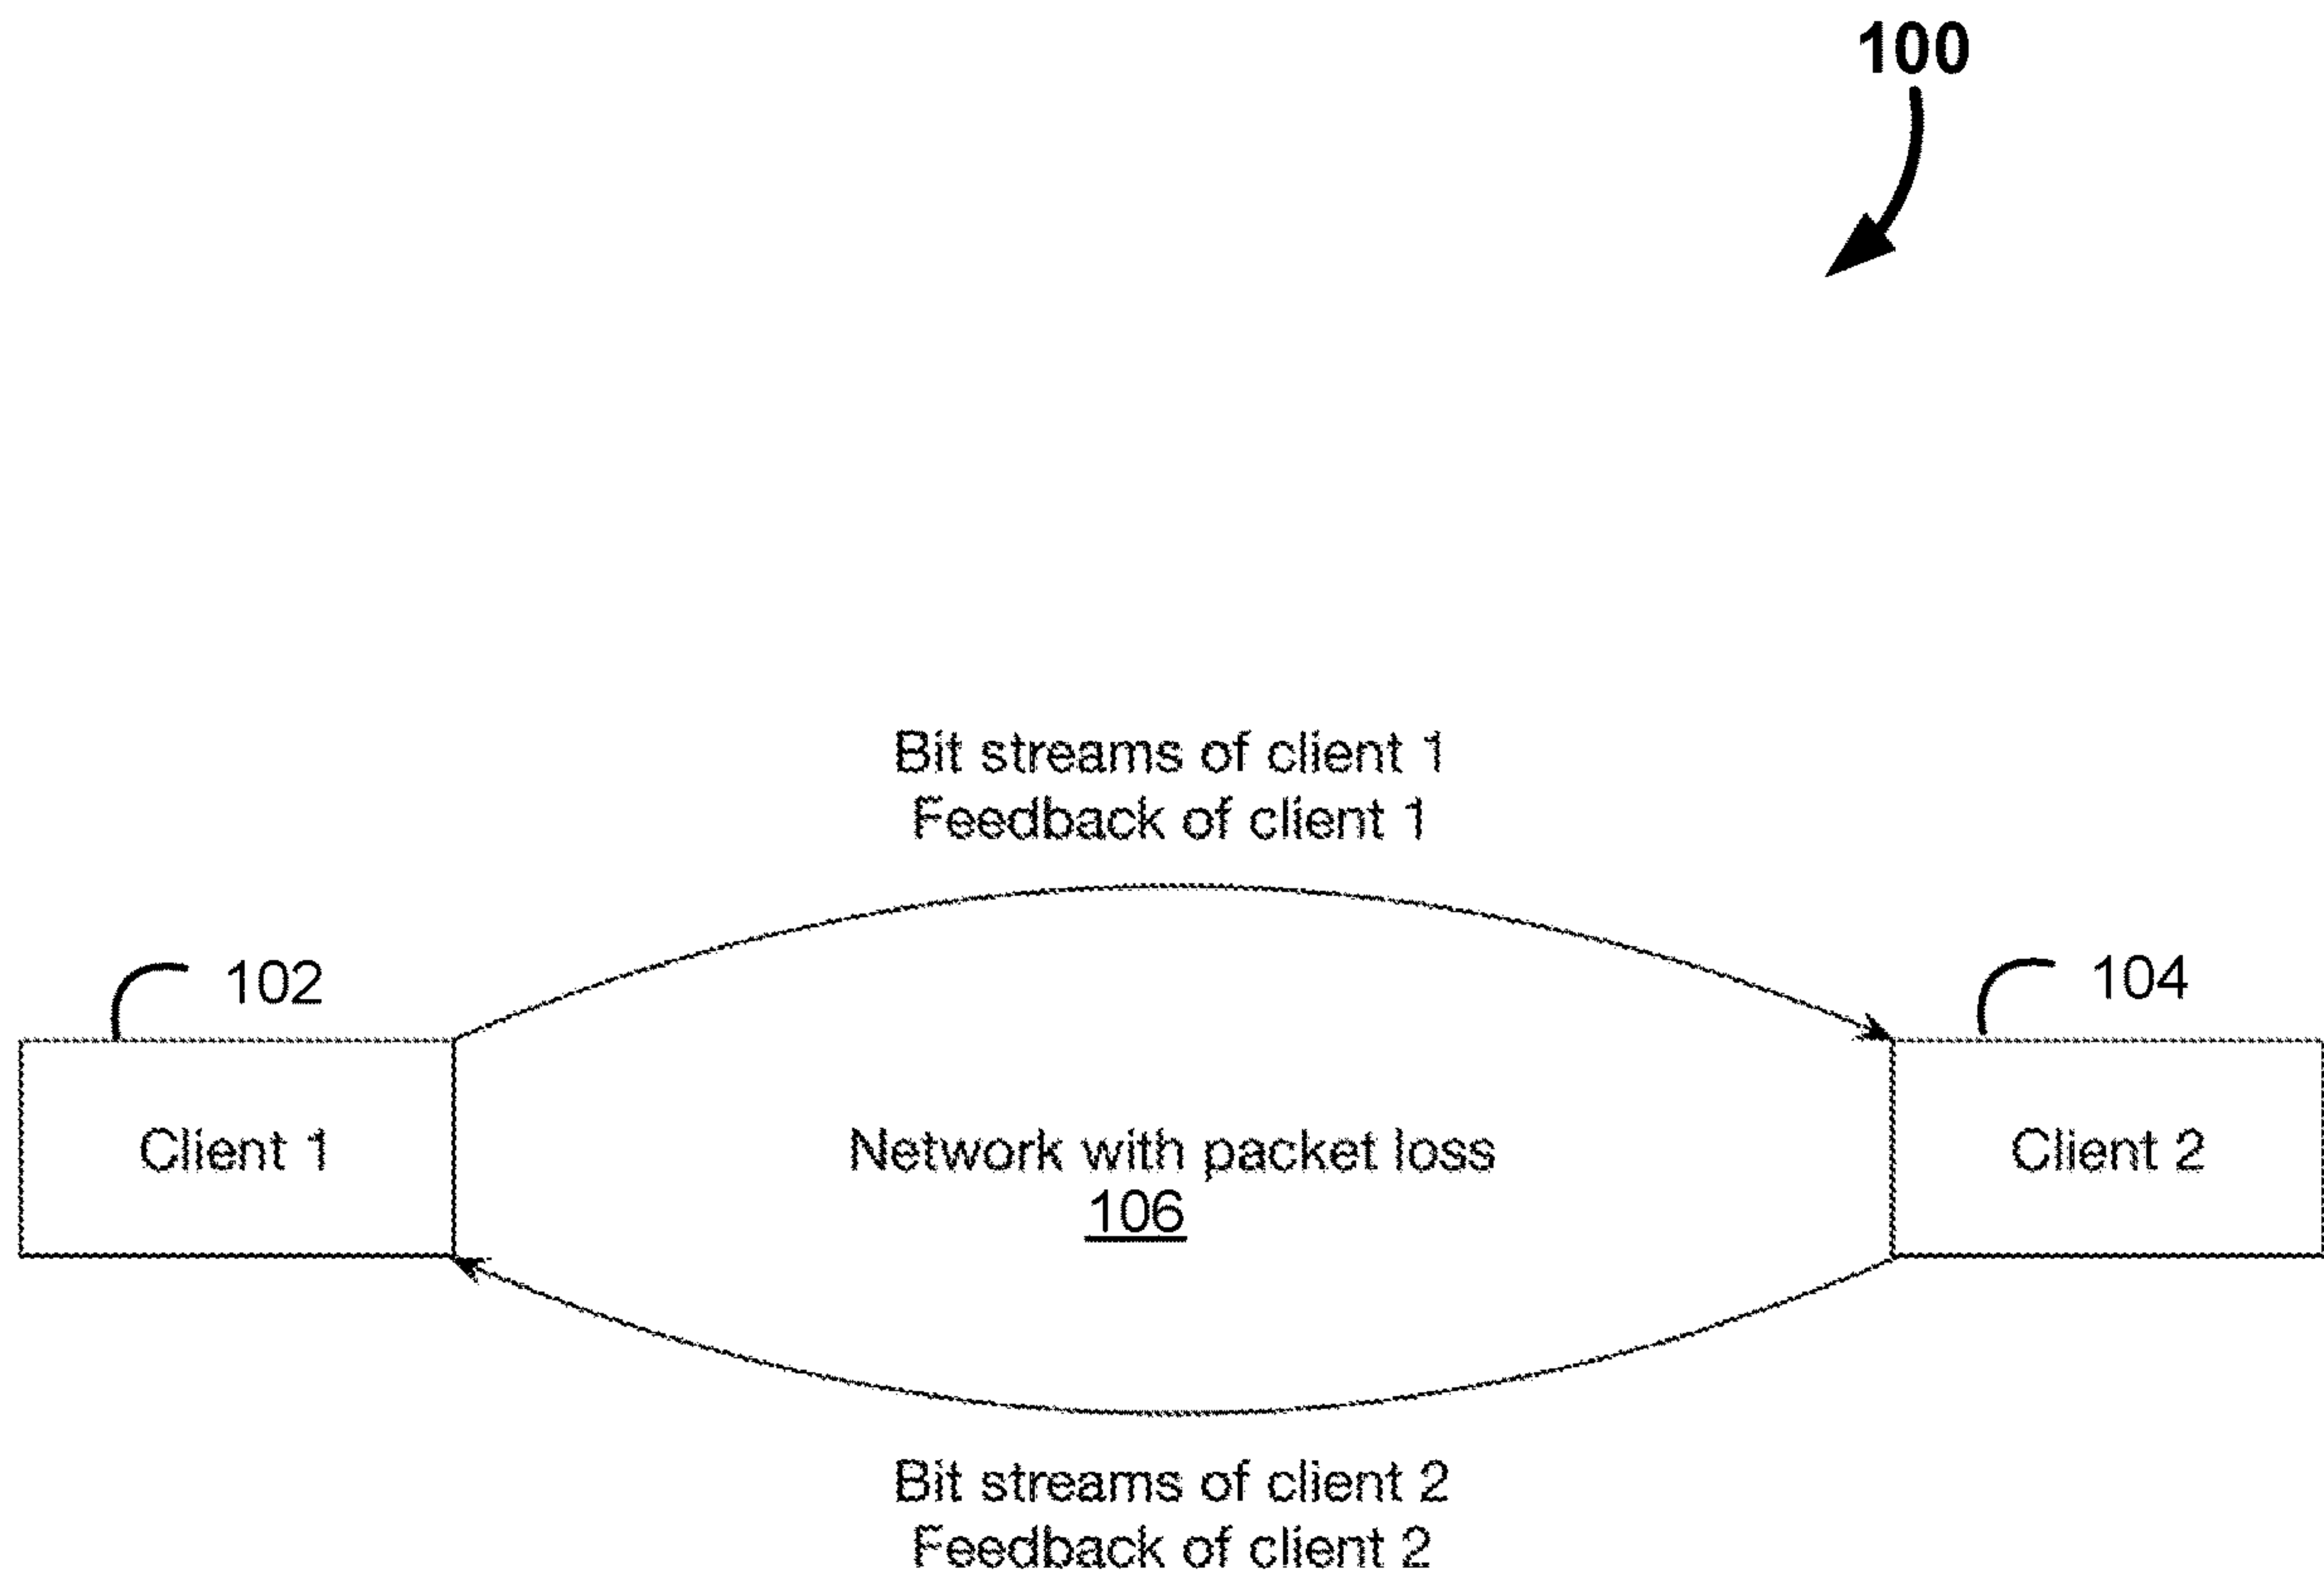 100
Bit streams of client 1
Feedback of client 1
102
104
Client 1
Network with packet loss
106
Client 2
Bit streams of client 2
Feedback of client 2